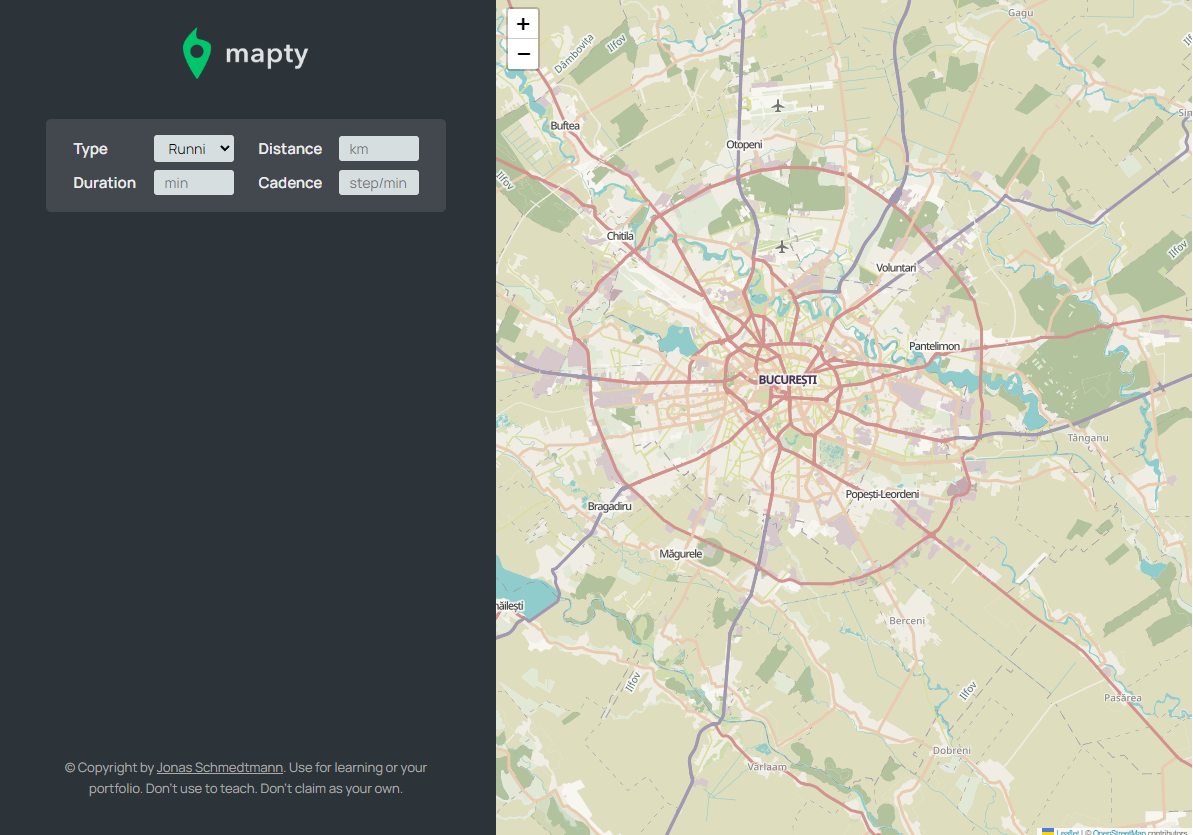 mapty
Type
Runni
Distance
km
Duration
min
Cadence
step/min
© Copyright by Jonas Schmedtmann. Use for learning or your
portfolio. Don't use to teach. Don't claim as your own.
+
−
Gagu
Dâmbovița
Ilfov
Buftea
Otopeni
Ilfov
Chitila
Voluntari
Ilfov
Pantelimon
BUCUREȘTI
Tânganu
Popești-Leordeni
Bragadiru
Măgurele
Berceni
Ilfov
Ilfov
Pasărea
Dobreni
Vărlaam
Leaflet | © OpenStreetMap contributors